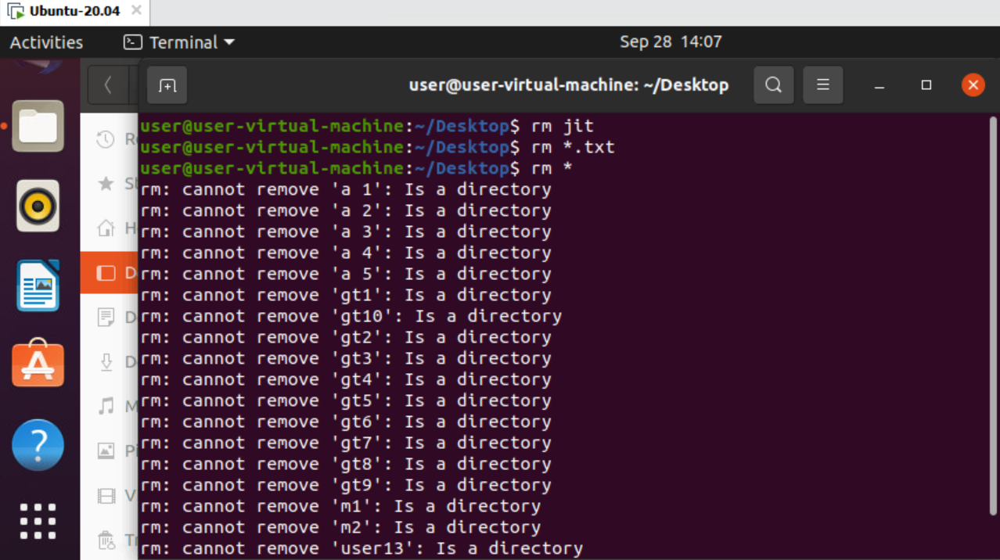 Ubuntu-20.04
Activities
Terminal
Sep 28 14:07
user@user-virtual-machine: ~/Desktop
user@user-virtual-machine:~/Desktop$ rm jit
user@user-virtual-machine:~/Desktop$ rm *.txt
user@user-virtual-machine:~/Desktop$ rm *
rm: cannot remove 'a 1': Is a directory
rm: cannot remove 'a 2': Is a directory
rm: cannot remove 'a 3': Is a directory
rm: cannot remove 'a 4': Is a directory
rm: cannot remove 'a 5': Is a directory
rm: cannot remove 'gt1': Is a directory
rm: cannot remove 'gt10': Is a directory
rm: cannot remove 'gt2': Is a directory
rm: cannot remove 'gt3': Is a directory
rm: cannot remove 'gt4': Is a directory
rm: cannot remove 'gt5': Is a directory
rm: cannot remove 'gt6': Is a directory
rm: cannot remove 'gt7': Is a directory
rm: cannot remove 'gt8': Is a directory
rm: cannot remove 'gt9': Is a directory
rm: cannot remove 'm1': Is a directory
rm: cannot remove 'm2': Is a directory
rm: cannot remove 'user13': Is a directory